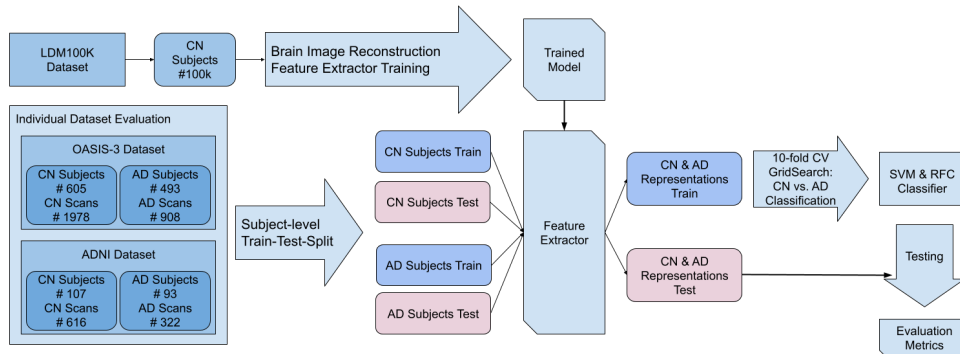 LDM100K
Dataset
CN
Subjects
#100k
Brain Image Reconstruction
Feature Extractor Training
Trained
Model
Individual Dataset Evaluation
OASIS-3 Dataset
CN Subjects
# 605
CN Scans
# 1978
AD Subjects
# 493
AD Scans
# 908
ADNI Dataset
CN Subjects
# 107
CN Scans
# 616
AD Subjects
# 93
AD Scans
# 322
Subject-level
Train-Test-Split
CN Subjects Train
CN Subjects Test
AD Subjects Train
AD Subjects Test
Feature
Extractor
CN & AD
Representations
Train
CN & AD
Representations
Test
10-fold CV
GridSearch:
CN vs. AD
Classification
SVM & RFC
Classifier
Testing
Evaluation
Metrics